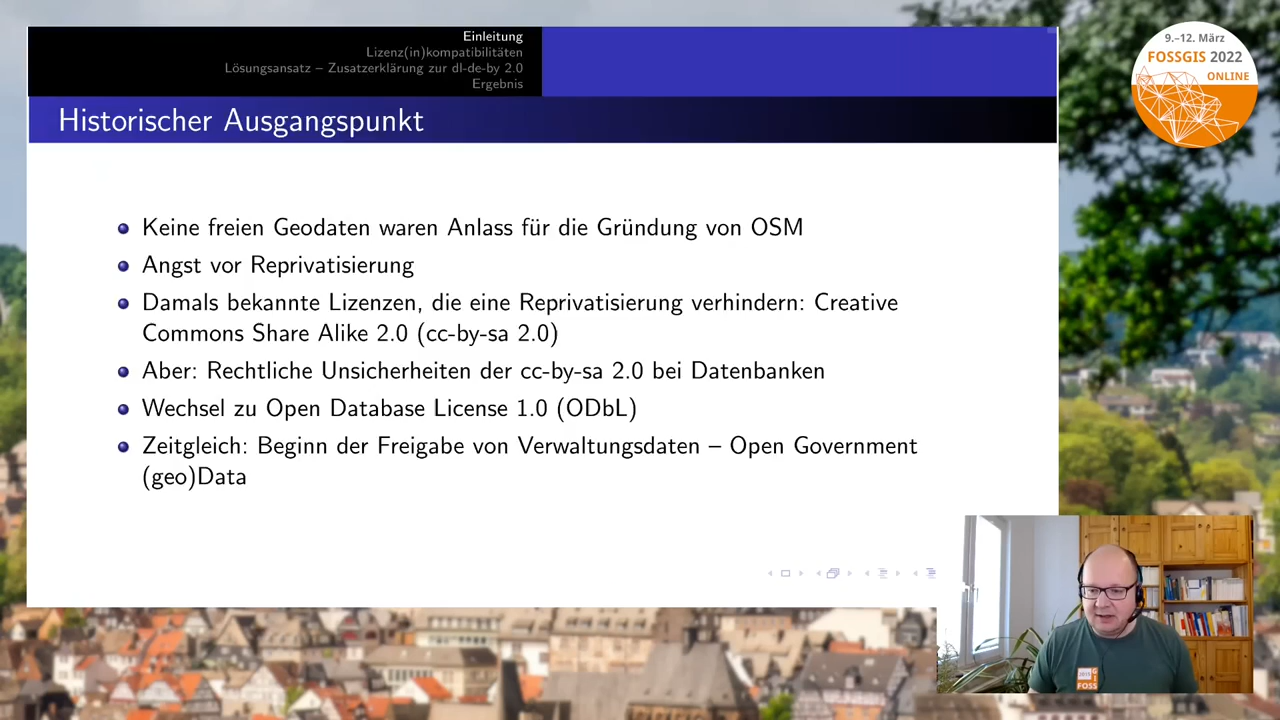 Einleitung
Lizenz(in)kompatibilitäten
Lösungsansatz – Zusatzerklärung zur dl-de-by 2.0
Ergebnis
Historischer Ausgangspunkt
Keine freien Geodaten waren Anlass für die Gründung von OSM
Angst vor Reprivatisierung
Damals bekannte Lizenzen, die eine Reprivatisierung verhindern: Creative
Commons Share Alike 2.0 (cc-by-sa 2.0)
Aber: Rechtliche Unsicherheiten der cc-by-sa 2.0 bei Datenbanken
Wechsel zu Open Database License 1.0 (ODbL)
Zeitgleich: Beginn der Freigabe von Verwaltungsdaten – Open Government
(geo)Data
9.–12. März
FOSSGIS 2022
ONLINE
FOSS